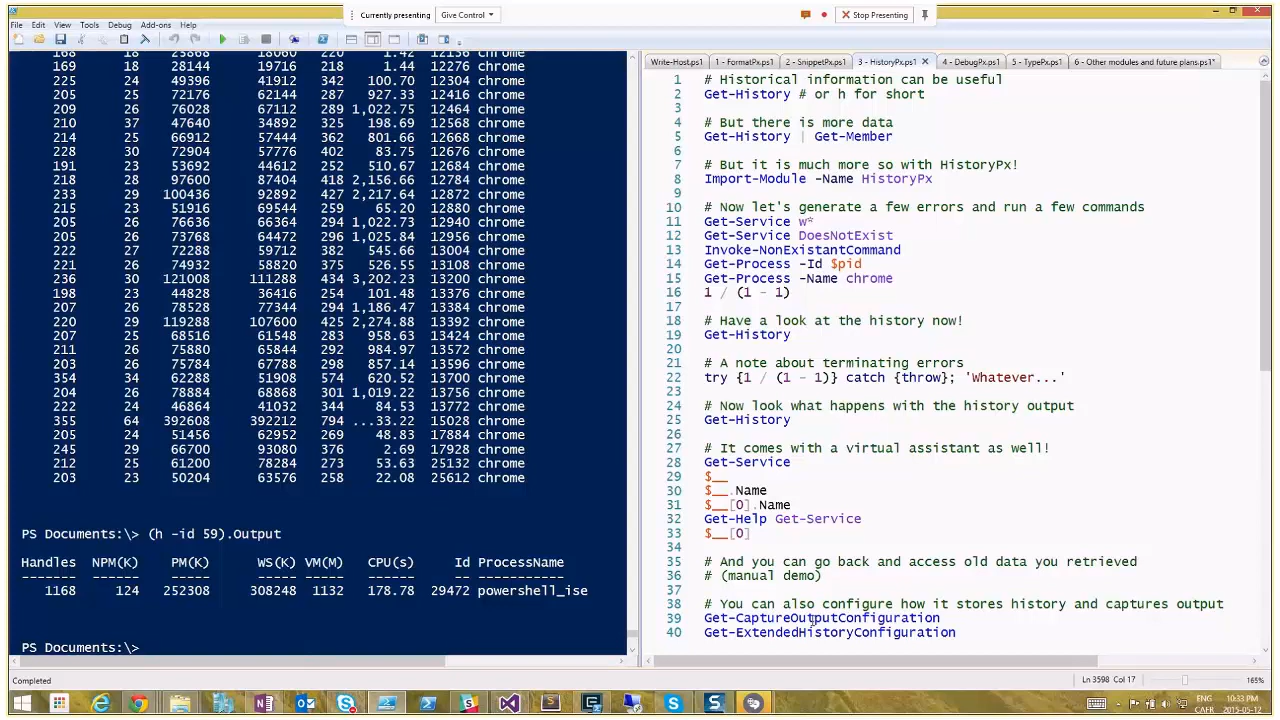 Currently presenting Give Control Stop Presenting
File Edit View Tools Debug Add-ons Help
168 18 25868 18060 220 1.42 12136 chrome
169 18 28144 19716 218 1.44 12276 chrome
225 24 49396 41912 342 100.70 12304 chrome
205 25 72176 62144 287 927.33 12416 chrome
209 26 76028 67112 289 1,022.75 12464 chrome
210 37 47640 34892 325 198.69 12568 chrome
214 25 66912 57444 362 801.66 12668 chrome
228 30 72904 57776 402 83.75 12676 chrome
191 23 53692 44612 252 510.67 12684 chrome
218 28 97600 87404 418 2,156.66 12784 chrome
233 29 100436 92892 427 2,217.64 12872 chrome
215 23 51916 69544 259 65.20 12880 chrome
205 26 76636 66364 294 1,022.73 12940 chrome
205 26 73768 64472 296 1,025.84 12956 chrome
222 27 72288 59712 382 545.66 13004 chrome
221 26 74932 58820 375 526.55 13108 chrome
236 30 121008 111288 434 3,202.23 13200 chrome
198 23 44828 36416 254 101.48 13376 chrome
207 26 78528 77344 294 1,186.47 13384 chrome
220 29 119288 107600 425 2,274.88 13392 chrome
207 25 68516 61548 283 958.63 13424 chrome
211 26 75880 65844 292 984.97 13572 chrome
203 26 75784 67788 298 857.14 13596 chrome
354 34 62288 51908 574 620.52 13700 chrome
204 26 78884 68868 301 1,019.22 13756 chrome
222 24 46864 41032 344 84.53 13772 chrome
355 64 392608 392212 794 ...33.22 15028 chrome
205 24 51456 62952 269 48.83 17884 chrome
245 29 66700 93080 376 2.69 17928 chrome
212 25 61200 78284 273 53.63 25132 chrome
203 23 50204 63576 258 22.08 25612 chrome
PS Documents:\> (h -id 59).Output
Handles NPM(K) PM(K) WS(K) VM(M) CPU(s) Id ProcessName
------- ------ ----- ----- ----- ------ -- -----------
1168 124 252308 308248 1132 178.78 29472 powershell_ise
PS Documents:\>
Write-Host.ps1 1 - FormatPx.ps1 2 - SnippetPx.ps1 3 - HistoryPx.ps1 4 - DebugPx.ps1 5 - TypePx.ps1 6 - Other modules and future plans.ps1*
1 # Historical information can be useful
2 Get-History # or h for short
3
4 # But there is more data
5 Get-History | Get-Member
6
7 # But it is much more so with HistoryPx!
8 Import-Module -Name HistoryPx
9
10 # Now let's generate a few errors and run a few commands
11 Get-Service w*
12 Get-Service DoesNotExist
13 Invoke-NonExistantCommand
14 Get-Process -Id $pid
15 Get-Process -Name chrome
16 1 / (1 - 1)
17
18 # Have a look at the history now!
19 Get-History
20
21 # A note about terminating errors
22 try {1 / (1 - 1)} catch {throw}; 'Whatever...'
23
24 # Now look what happens with the history output
25 Get-History
26
27 # It comes with a virtual assistant as well!
28 Get-Service
29 $__
30 $__.Name
31 $__[0].Name
32 Get-Help Get-Service
33 $__[0]
34
35 # And you can go back and access old data you retrieved
36 # (manual demo)
37
38 # You can also configure how it stores history and captures output
39 Get-CaptureOutputConfiguration
40 Get-ExtendedHistoryConfiguration
Completed Ln 3598 Col 17 165%
ENG 10:33 PM
CAFR 2015-05-12